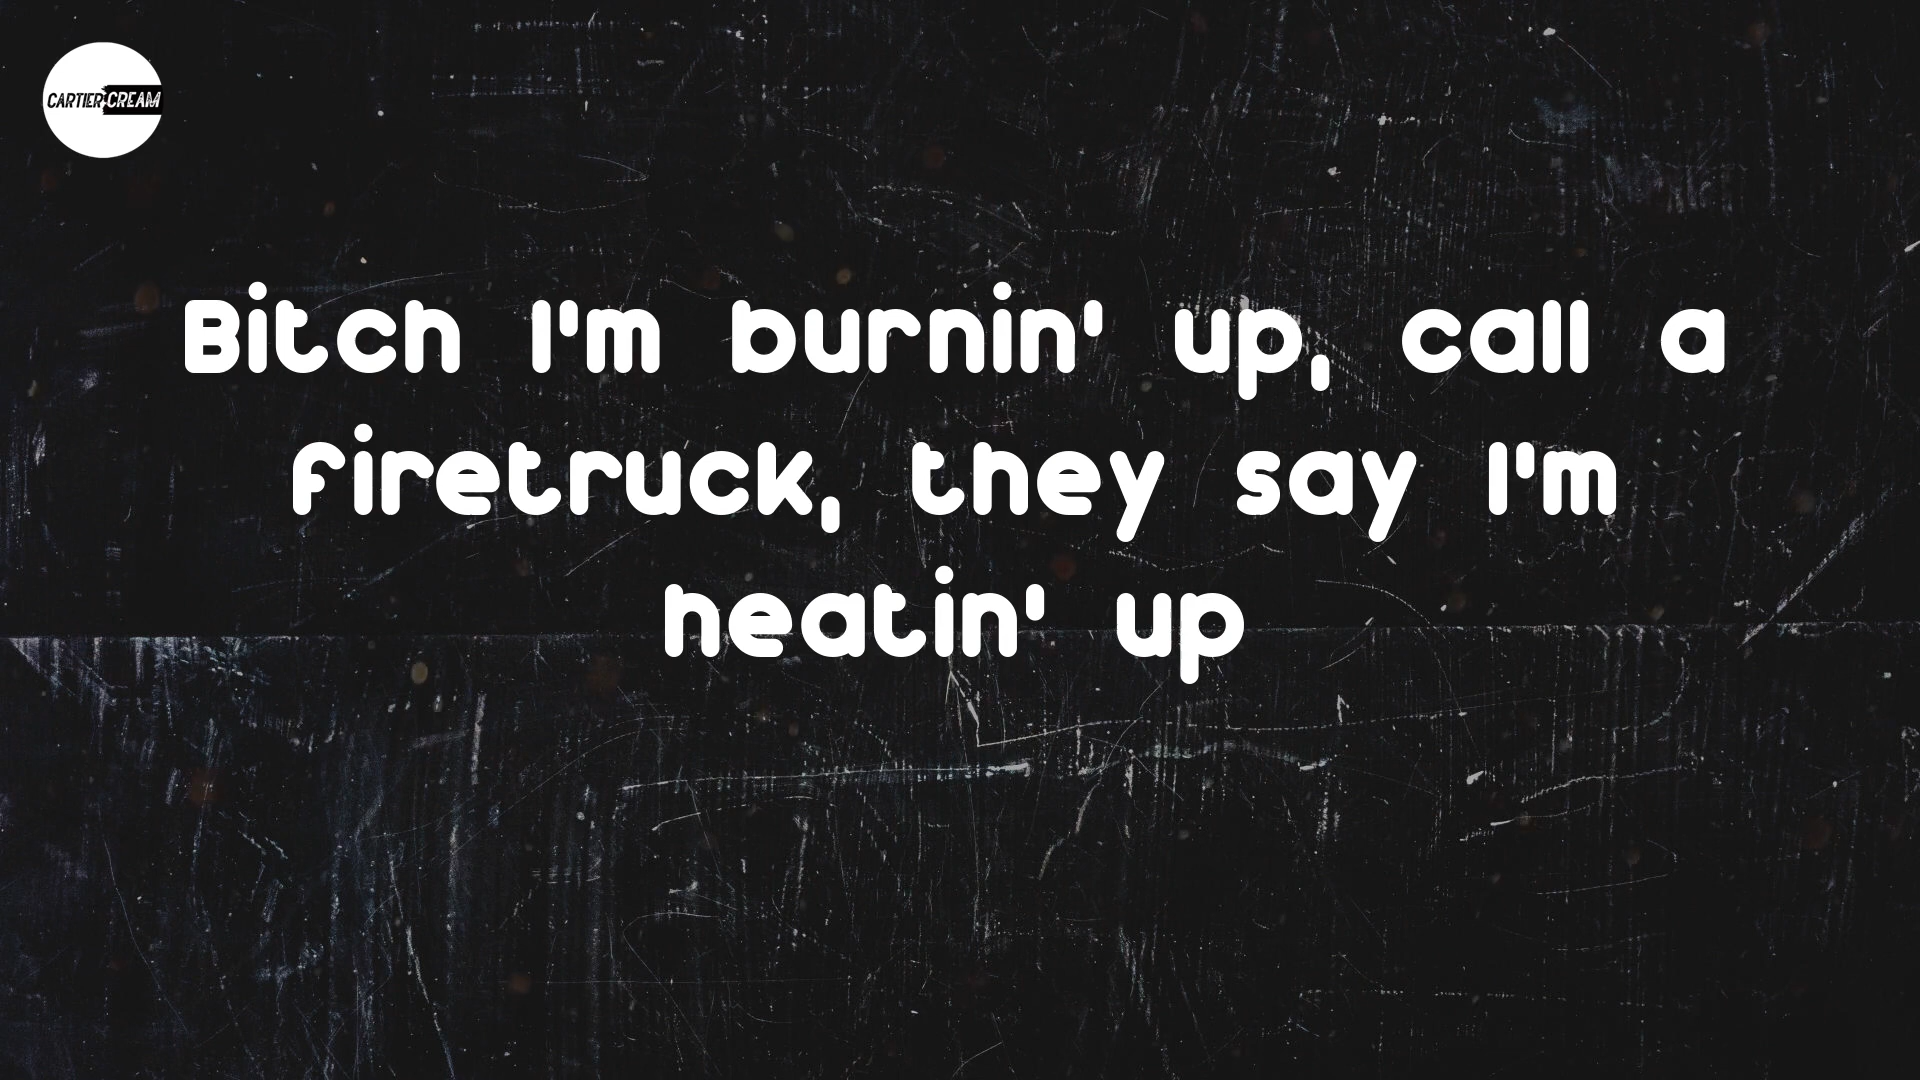 CARTIER CREAM
Bitch I'm burnin' up, call a
firetruck, they say I'm
heatin' up